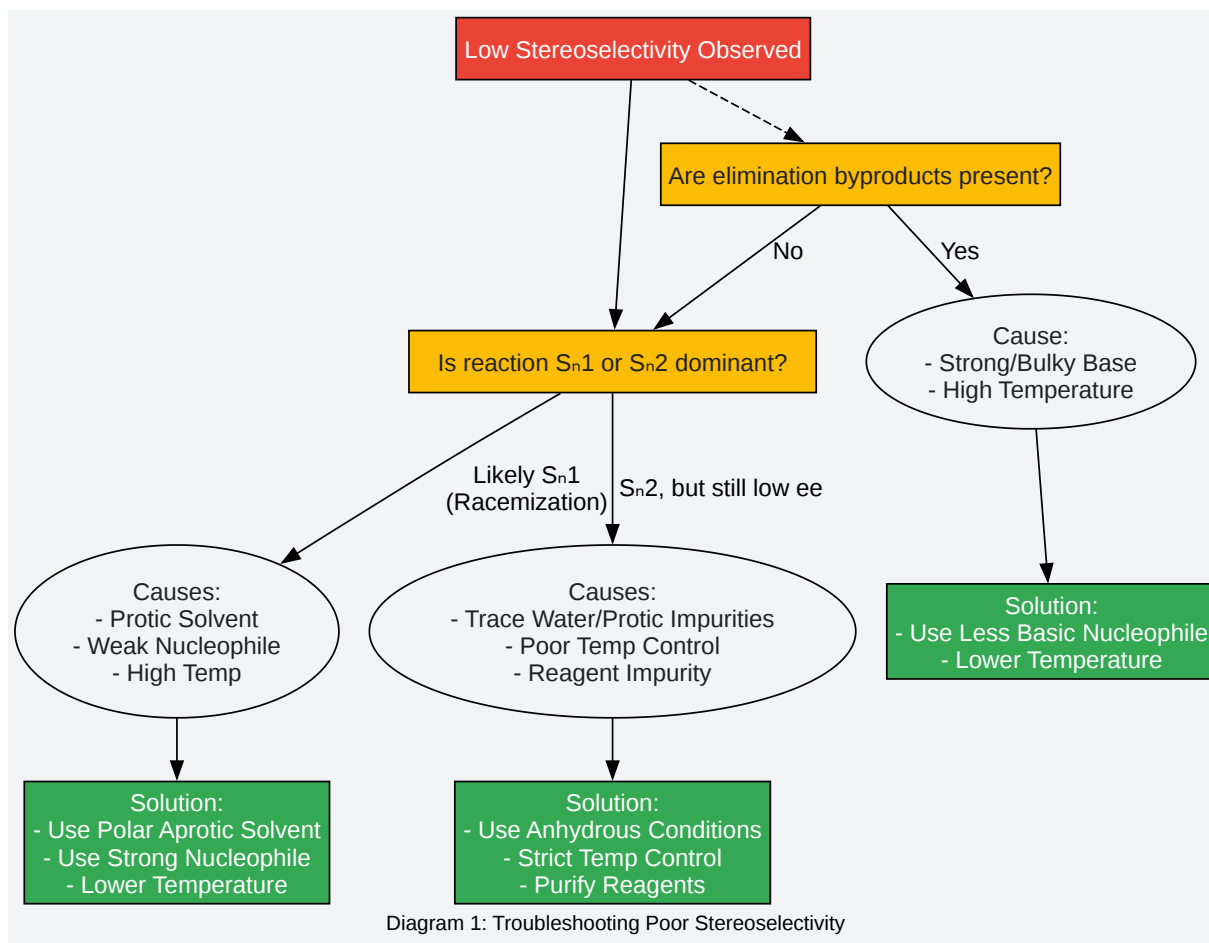 Low Stereoselectivity Observed
Are elimination byproducts present?
No
Yes
Is reaction Sₙ1 or Sₙ2 dominant?
Cause:
- Strong/Bulky Base
- High Temperature
Likely Sₙ1
(Racemization)
Sₙ2, but still low ee
Causes:
- Protic Solvent
- Weak Nucleophile
- High Temp
Causes:
- Trace Water/Protic Impurities
- Poor Temp Control
- Reagent Impurity
Solution:
- Use Less Basic Nucleophile
- Lower Temperature
Solution:
- Use Polar Aprotic Solvent
- Use Strong Nucleophile
- Lower Temperature
Solution:
- Use Anhydrous Conditions
- Strict Temp Control
- Purify Reagents
Diagram 1: Troubleshooting Poor Stereoselectivity